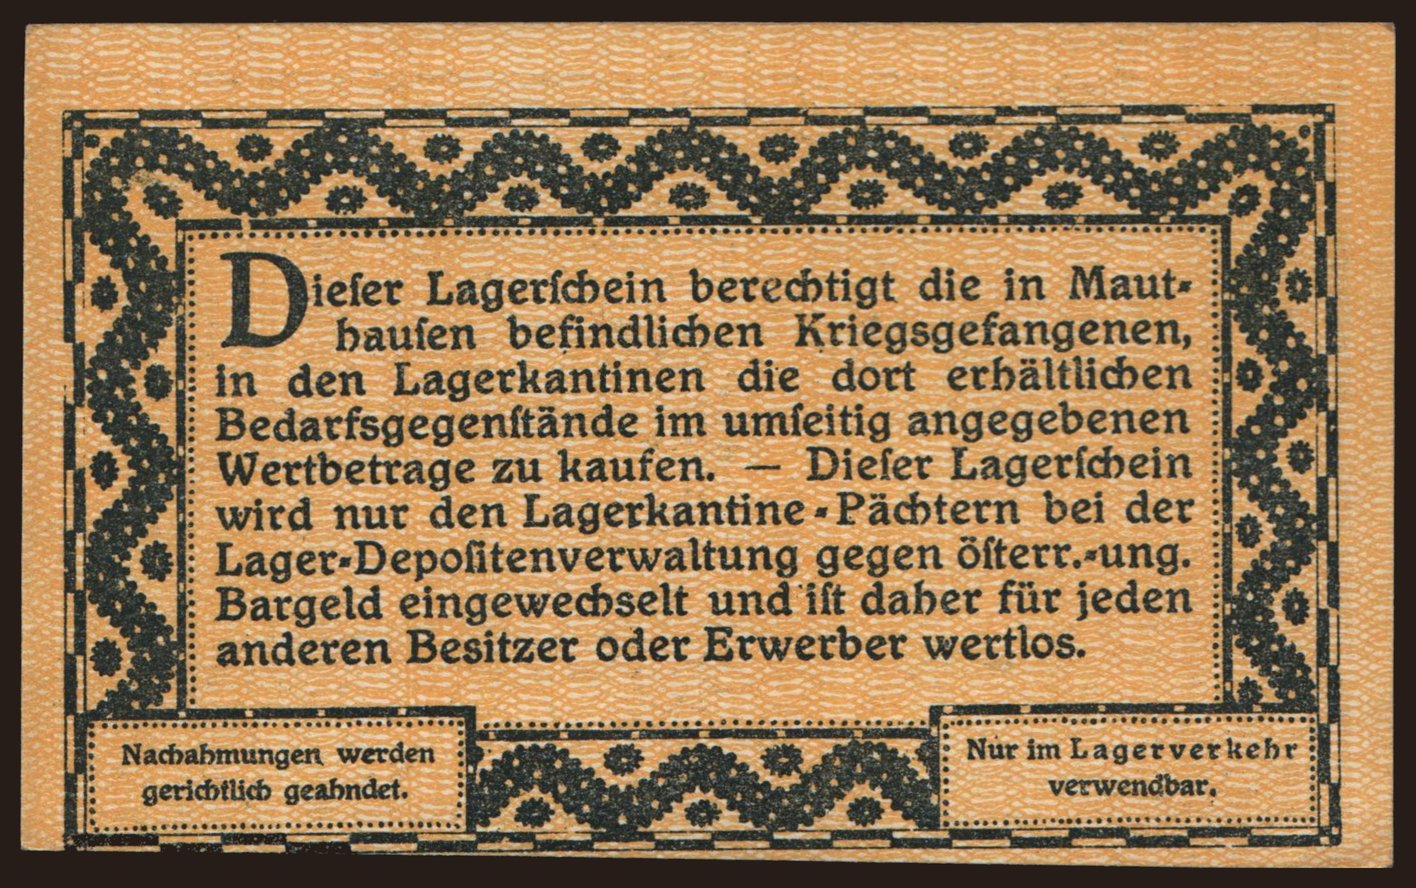 Dieſer Lagerſchein berechtigt die in Maut-
hauſen befindlichen Kriegsgefangenen,
in den Lagerkantinen die dort erhältlichen
Bedarfsgegenſtände im umſeitig angegebenen
Wertbetrage zu kaufen. — Dieſer Lagerſchein
wird nur den Lagerkantine-Pächtern bei der
Lager-Depoſitenverwaltung gegen öſterr.-ung.
Bargeld eingewechselt und iſt daher für jeden
anderen Besitzer oder Erwerber wertlos.
Nachahmungen werden
gerichtlich geahndet.
Nur im Lagerverkehr
verwendbar.